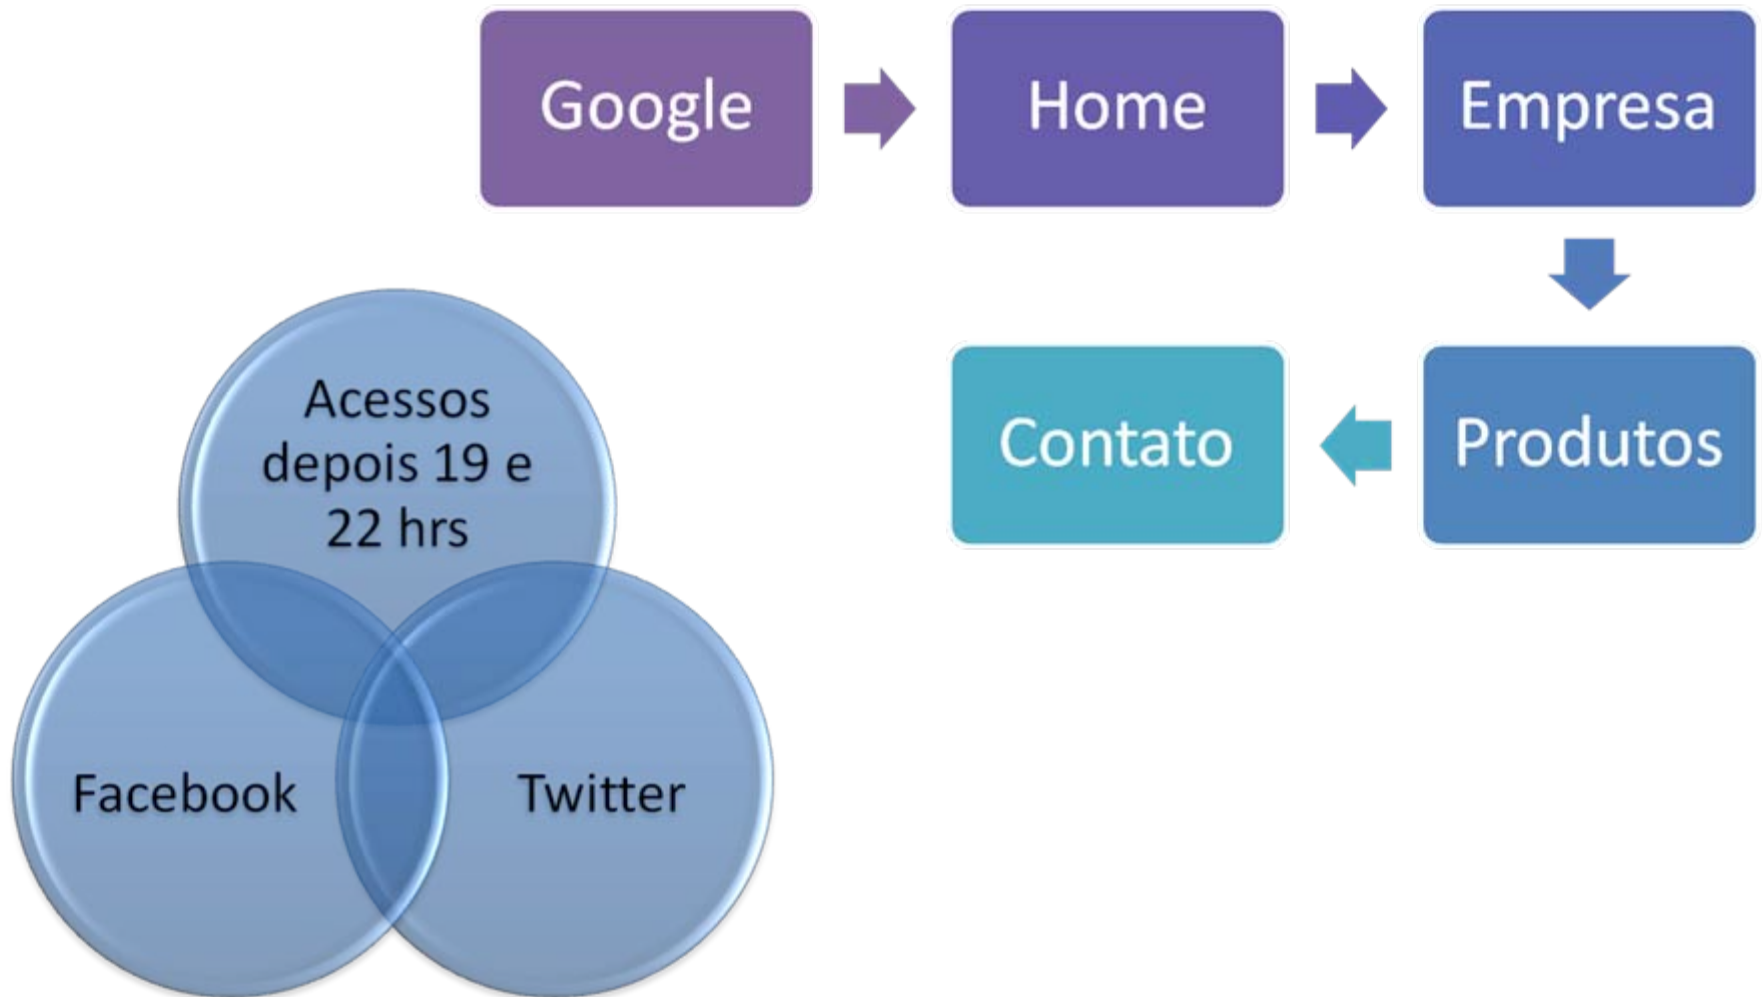 Google
Home
Empresa
Produtos
Contato
Acessos
depois 19 e
22 hrs
Facebook
Twitter